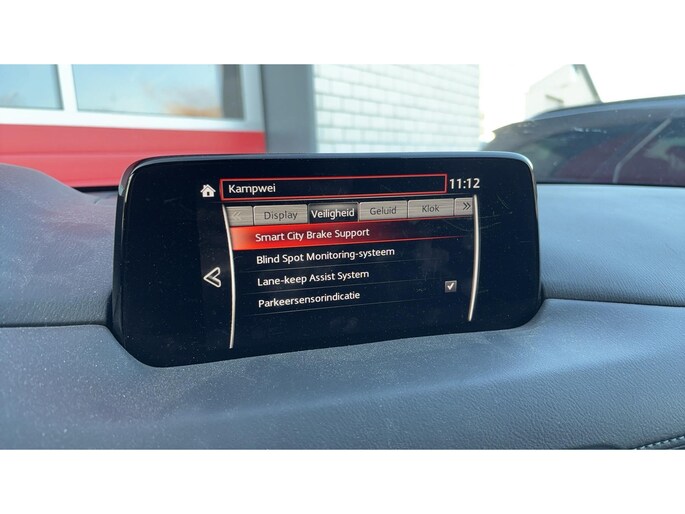 Kampwei 11:12
Display Veiligheid Geluid Klok
Smart City Brake Support
Blind Spot Monitoring-systeem
Lane-keep Assist System
Parkeersensorindicatie